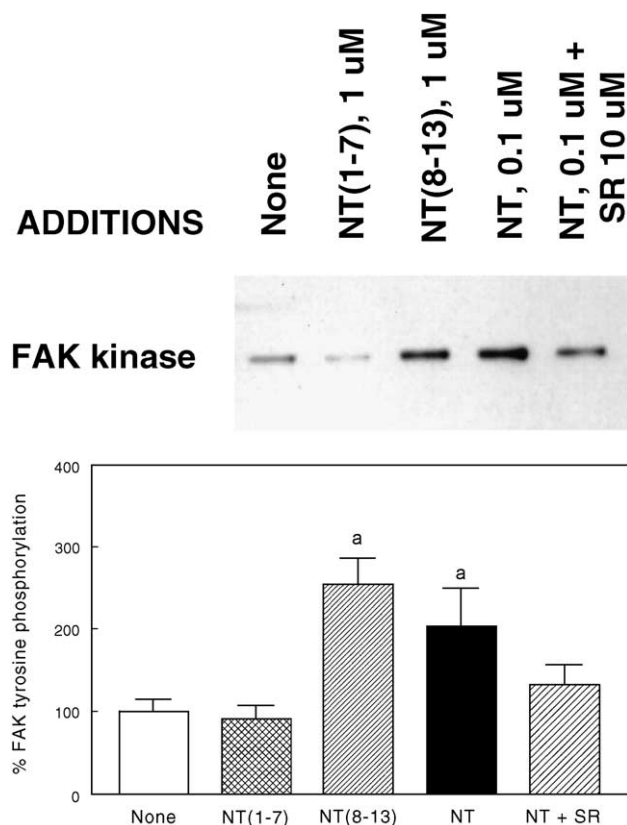 ADDITIONS
None
NT(1-7), 1 uM
NT(8-13), 1 uM
NT, 0.1 uM
NT, 0.1 uM +
SR 10 uM
FAK kinase
% FAK tyrosine phosphorylation
400
300
200
100
0
a
a
None
NT(1-7)
NT(8-13)
NT
NT + SR